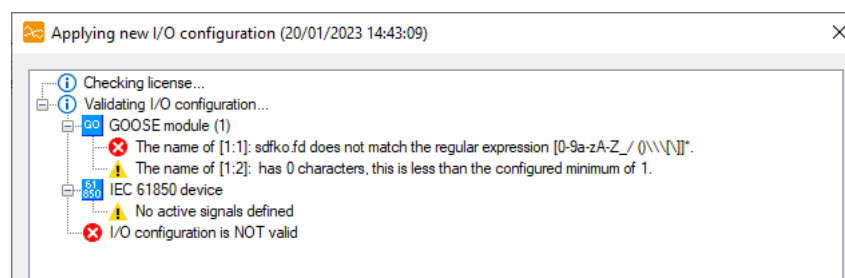 Applying new I/O configuration (20/01/2023 14:43:09)
Checking license...
Validating I/O configuration...
GO GOOSE module (1)
The name of [1:1]: sdfko.fd does not match the regular expression [0-9a-zA-Z_/ ()\\\[\]]*.
The name of [1:2]:  has 0 characters, this is less than the configured minimum of 1.
61 850 IEC 61850 device
No active signals defined
I/O configuration is NOT valid